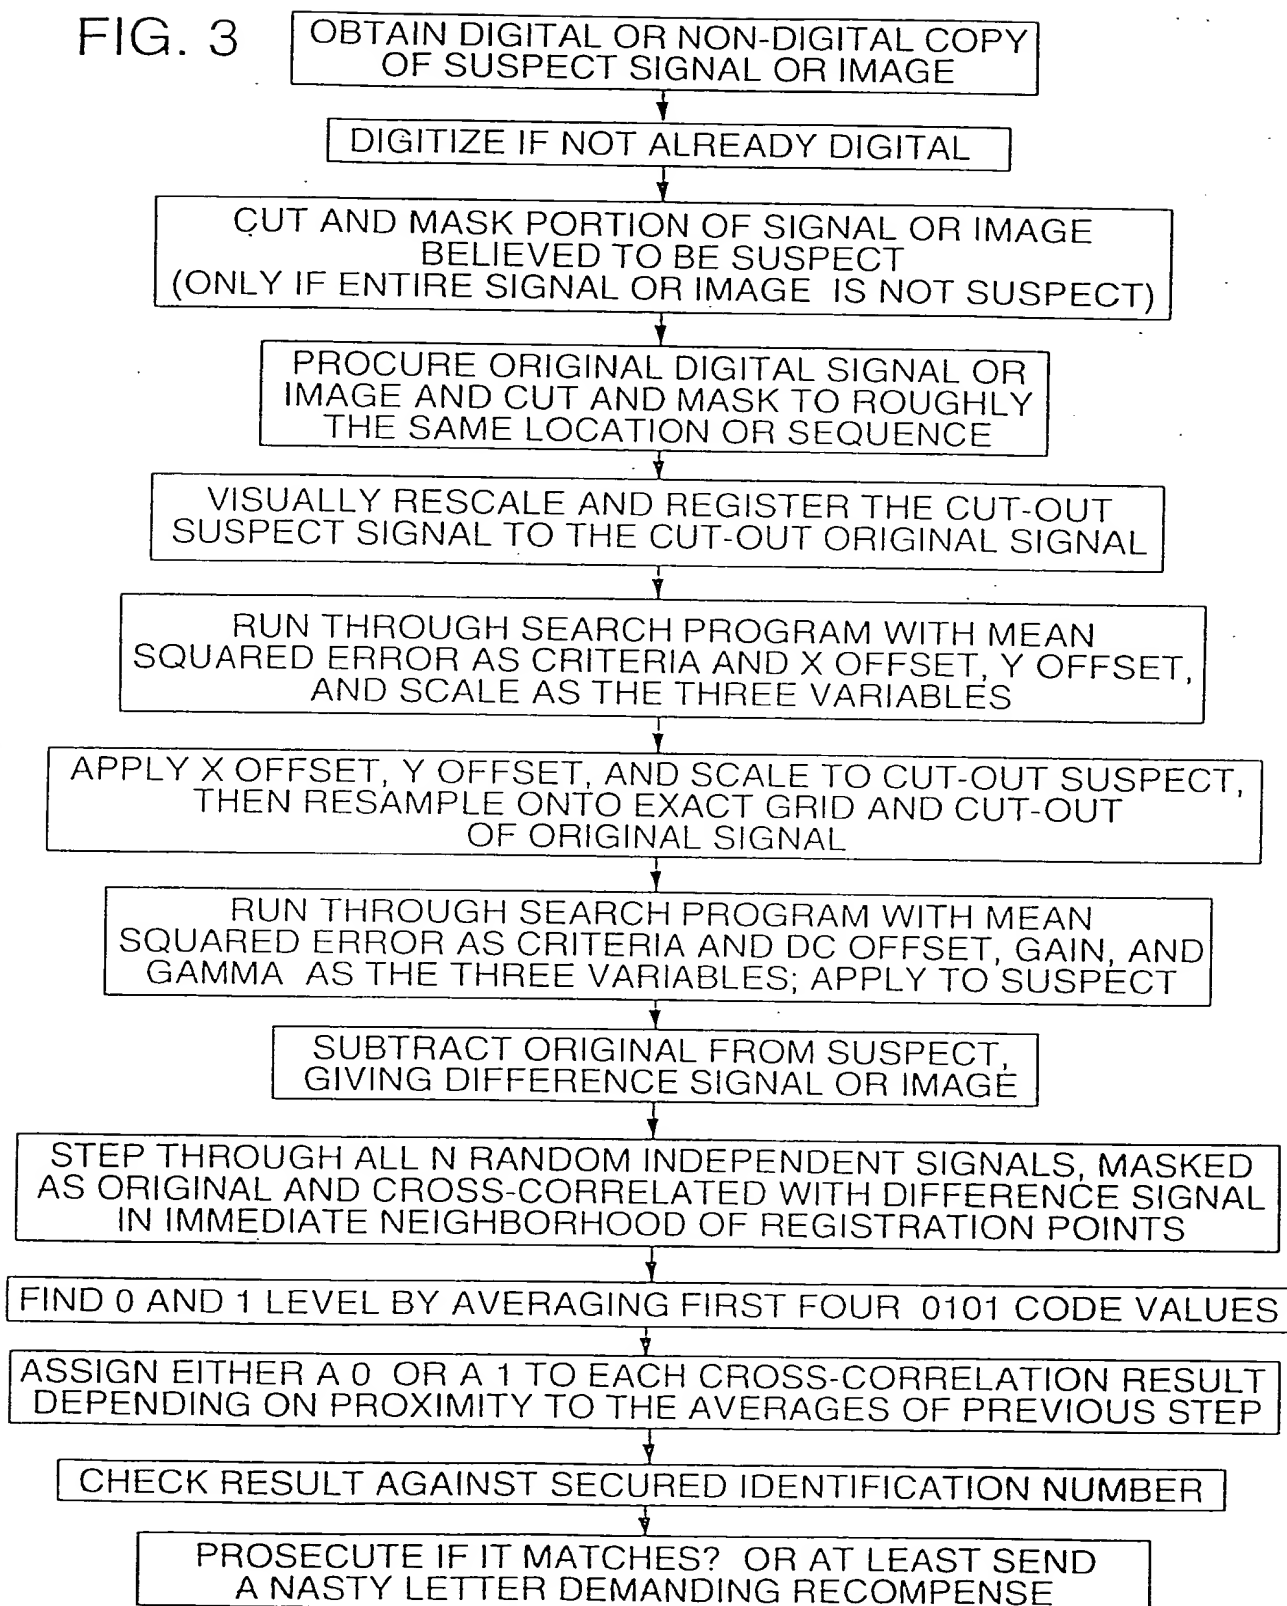 FIG. 3
OBTAIN DIGITAL OR NON-DIGITAL COPY
OF SUSPECT SIGNAL OR IMAGE
DIGITIZE IF NOT ALREADY DIGITAL
CUT AND MASK PORTION OF SIGNAL OR IMAGE
BELIEVED TO BE SUSPECT
(ONLY IF ENTIRE SIGNAL OR IMAGE IS NOT SUSPECT)
PROCURE ORIGINAL DIGITAL SIGNAL OR
IMAGE AND CUT AND MASK TO ROUGHLY
THE SAME LOCATION OR SEQUENCE
VISUALLY RESCALE AND REGISTER THE CUT-OUT
SUSPECT SIGNAL TO THE CUT-OUT ORIGINAL SIGNAL
RUN THROUGH SEARCH PROGRAM WITH MEAN
SQUARED ERROR AS CRITERIA AND X OFFSET, Y OFFSET,
AND SCALE AS THE THREE VARIABLES
APPLY X OFFSET, Y OFFSET, AND SCALE TO CUT-OUT SUSPECT,
THEN RESAMPLE ONTO EXACT GRID AND CUT-OUT
OF ORIGINAL SIGNAL
RUN THROUGH SEARCH PROGRAM WITH MEAN
SQUARED ERROR AS CRITERIA AND DC OFFSET, GAIN, AND
GAMMA AS THE THREE VARIABLES; APPLY TO SUSPECT
SUBTRACT ORIGINAL FROM SUSPECT,
GIVING DIFFERENCE SIGNAL OR IMAGE
STEP THROUGH ALL N RANDOM INDEPENDENT SIGNALS, MASKED
AS ORIGINAL AND CROSS-CORRELATED WITH DIFFERENCE SIGNAL
IN IMMEDIATE NEIGHBORHOOD OF REGISTRATION POINTS
FIND 0 AND 1 LEVEL BY AVERAGING FIRST FOUR 0101 CODE VALUES
ASSIGN EITHER A 0 OR A 1 TO EACH CROSS-CORRELATION RESULT
DEPENDING ON PROXIMITY TO THE AVERAGES OF PREVIOUS STEP
CHECK RESULT AGAINST SECURED IDENTIFICATION NUMBER
PROSECUTE IF IT MATCHES? OR AT LEAST SEND
A NASTY LETTER DEMANDING RECOMPENSE